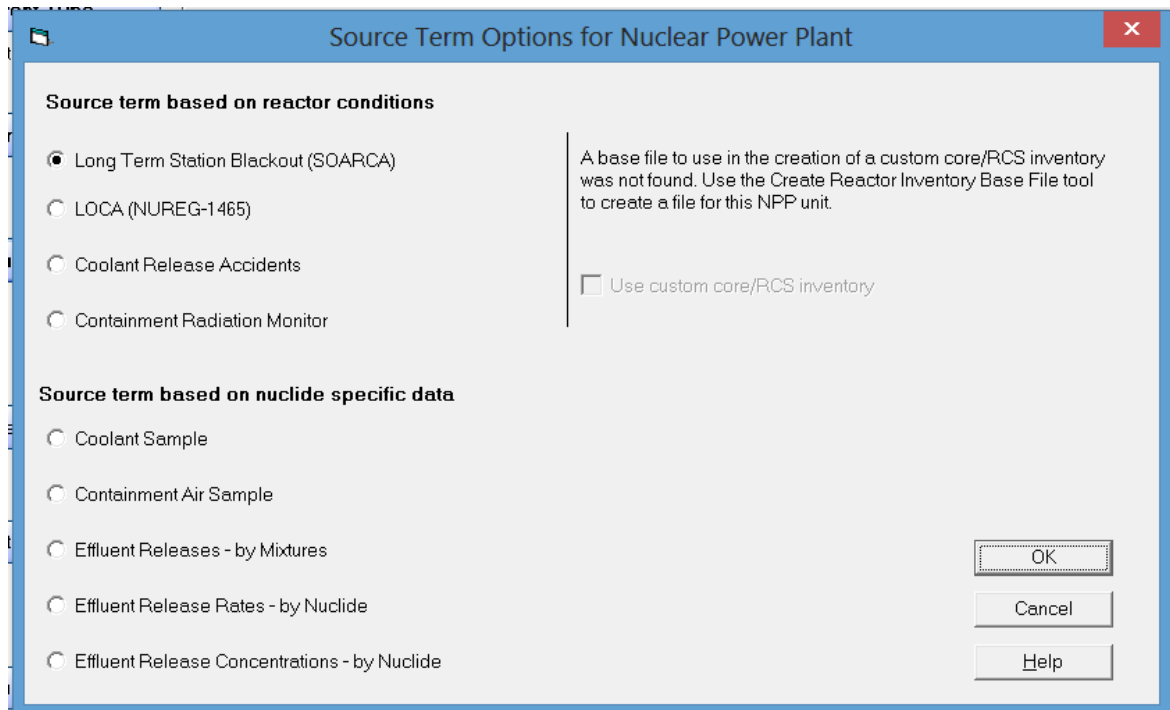 Source Term Options for Nuclear Power Plant
Source term based on reactor conditions
Long Term Station Blackout (SOARCA)
LOCA (NUREG-1465)
Coolant Release Accidents
Containment Radiation Monitor
A base file to use in the creation of a custom core/RCS inventory
was not found. Use the Create Reactor Inventory Base File tool
to create a file for this NPP unit.
Use custom core/RCS inventory
Source term based on nuclide specific data
Coolant Sample
Containment Air Sample
Effluent Releases - by Mixtures
Effluent Release Rates - by Nuclide
Effluent Release Concentrations - by Nuclide
OK
Cancel
Help